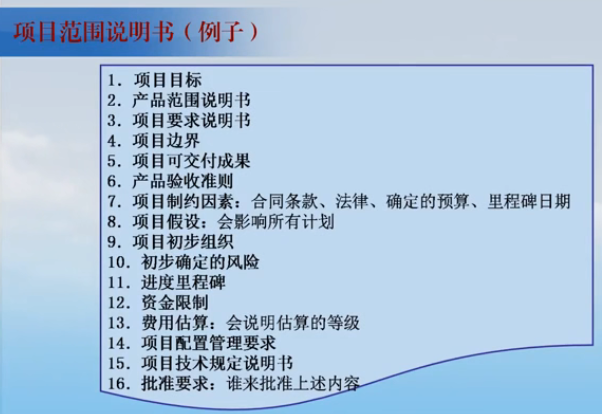 项目范围说明书（例子）
1．项目目标
2．产品范围说明书
3．项目要求说明书
4．项目边界
5．项目可交付成果
6．产品验收准则
7．项目制约因素：合同条款、法律、确定的预算、里程碑日期
8．项目假设：会影响所有计划
9．项目初步组织
10．初步确定的风险
11．进度里程碑
12．资金限制
13．费用估算：会说明估算的等级
14．项目配置管理要求
15．项目技术规定说明书
16．批准要求：谁来批准上述内容